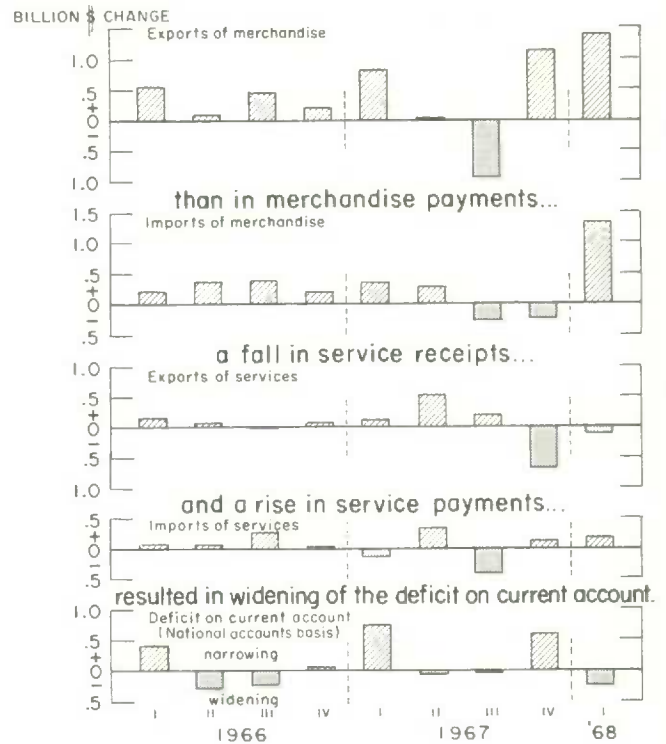 BILLION $ CHANGE
Exports of merchandise
1.0
.5
+
0
−
.5
1.0
than in merchandise payments...
1.5
Imports of merchandise
1.0
.5
+
0
−
.5
a fall in service receipts...
1.0
Exports of services
.5
+
0
−
.5
1.0
and a rise in service payments...
.5
Imports of services
+
0
−
.5
resulted in widening of the deficit on current account.
1.0
Deficit on current account
(National accounts basis)
.5
narrowing
+
0
−
widening
.5
I II III IV I II III IV I
1966 1967 '68